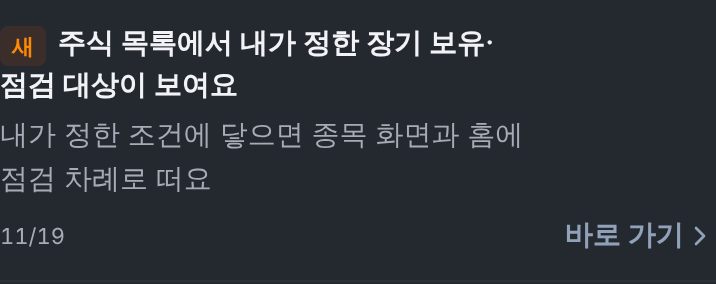 새 주식 목록에서 내가 정한 장기 보유·
점검 대상이 보여요
내가 정한 조건에 닿으면 종목 화면과 홈에
점검 차례로 떠요
11/19 바로 가기 >